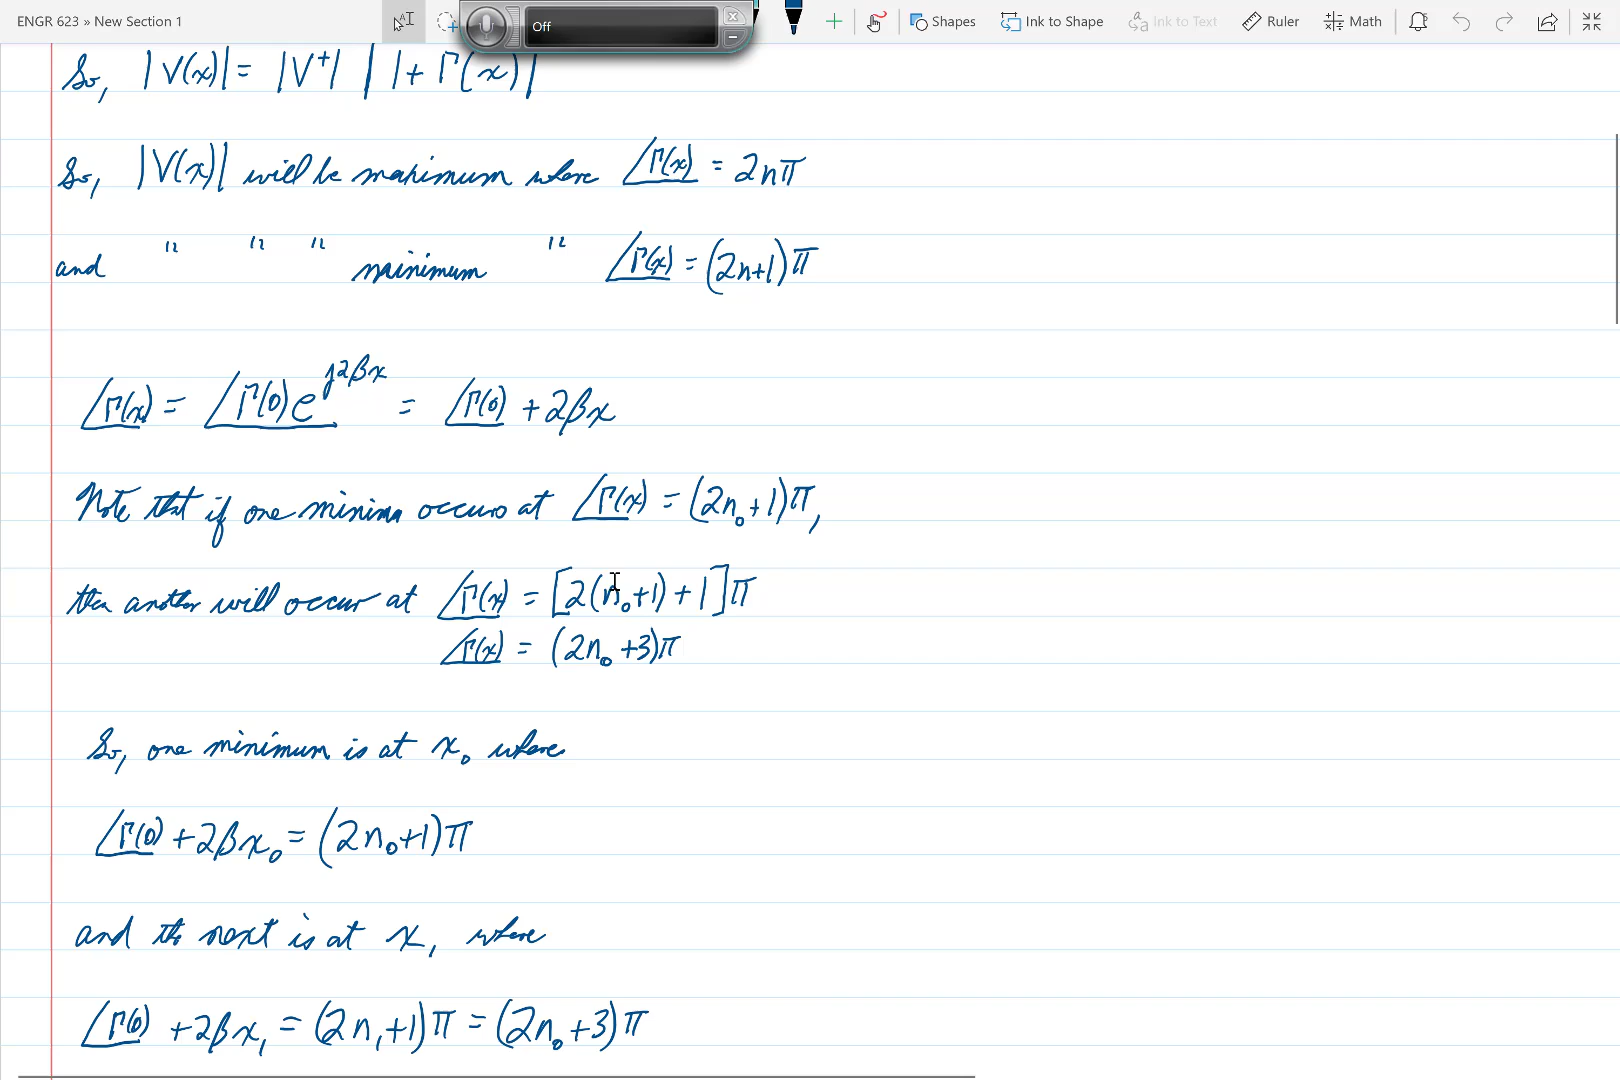 ENGR 623 » New Section 1
Off
Shapes
Ink to Shape
Ink to Text
Ruler
Math
So, |V(x)| = |V⁺| |1 + Γ(x)|
So, |V(x)| will be maximum where ∠Γ(x) = 2nπ
and " " " minimum " ∠Γ(x) = (2n+1)π
∠Γ(x) = ∠Γ(0)e^{j2βx} = ∠Γ(0) + 2βx
Note that if one minima occurs at ∠Γ(x) = (2n₀+1)π,
then another will occur at ∠Γ(x) = [2(n₀+1)+1]π
∠Γ(x) = (2n₀+3)π
So, one minimum is at x₀ where
∠Γ(0) + 2βx₀ = (2n₀+1)π
and the next is at x₁ where
∠Γ(0) + 2βx₁ = (2n₁+1)π = (2n₀+3)π